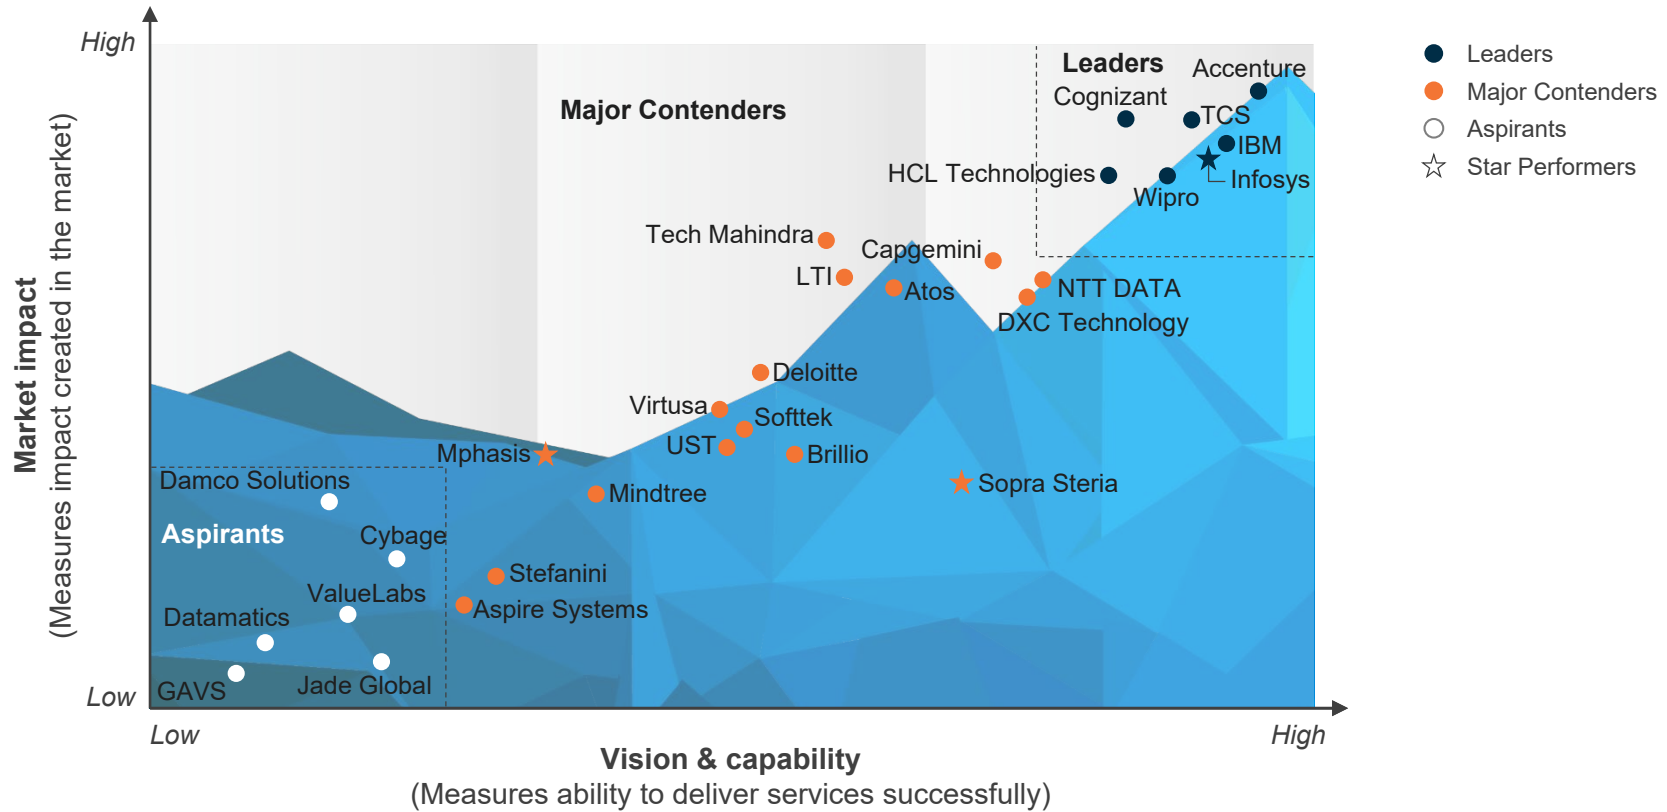 High
Market impact
(Measures impact created in the market)
Low
Leaders
Accenture
Cognizant
TCS
IBM
HCL Technologies
Infosys
Wipro
Major Contenders
Tech Mahindra
Capgemini
LTI
Atos
NTT DATA
DXC Technology
Deloitte
Virtusa
Softtek
UST
Brillio
Mphasis
Sopra Steria
Mindtree
Stefanini
Aspire Systems
Damco Solutions
Aspirants
Cybage
ValueLabs
Datamatics
GAVS
Jade Global
Low
High
Vision & capability
(Measures ability to deliver services successfully)
Leaders
Major Contenders
Aspirants
Star Performers